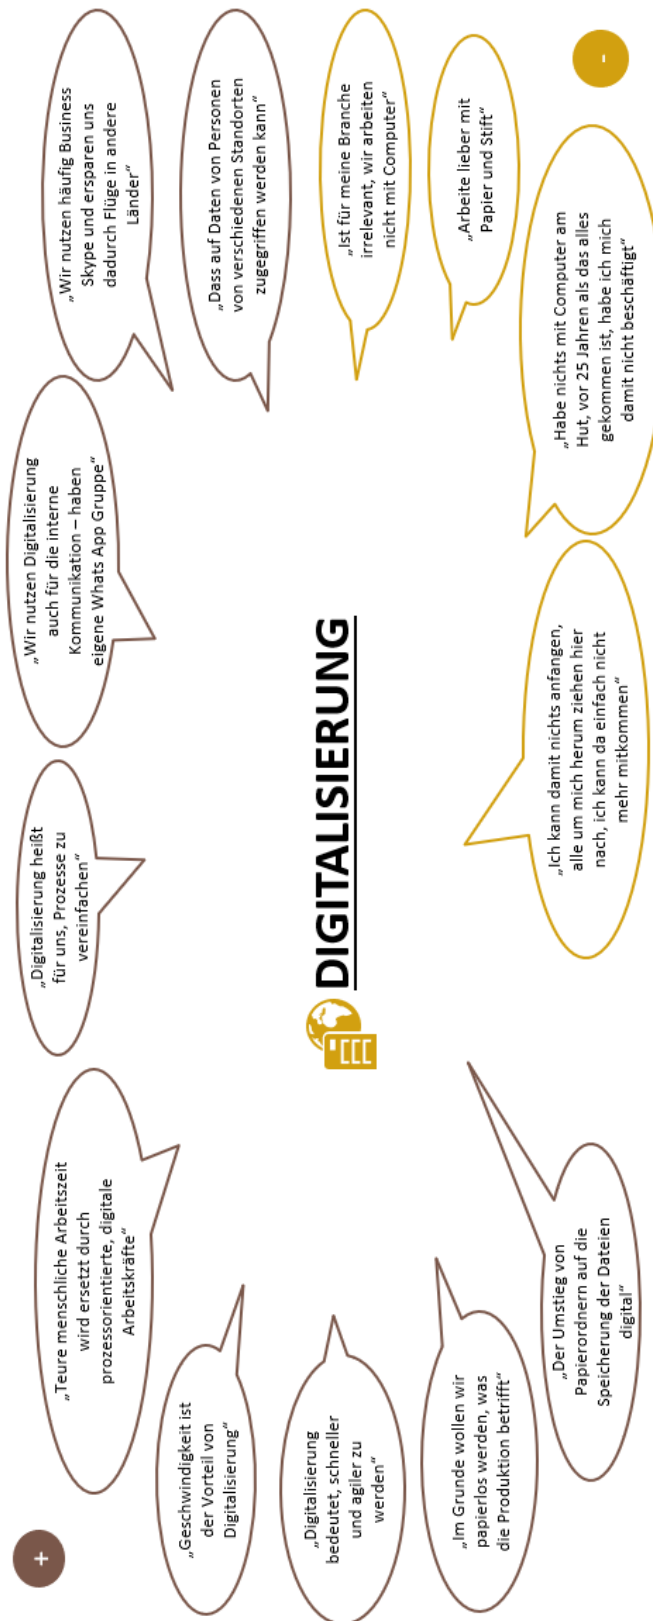 +
„Teure menschliche Arbeitszeit
wird ersetzt durch
prozessorientierte, digitale
Arbeitskräfte“
„Digitalisierung heißt
für uns, Prozesse zu
vereinfachen“
„Wir nutzen Digitalisierung
auch für die interne
Kommunikation – haben
eigene Whats App Gruppe“
„Wir nutzen häufig Business
Skype und ersparen uns
dadurch Flüge in andere
Länder“
„Geschwindigkeit ist
der Vorteil von
Digitalisierung“
„Dass auf Daten von Personen
von verschiedenen Standorten
zugegriffen werden kann“
„Digitalisierung
bedeutet, schneller
und agiler zu
werden“
DIGITALISIERUNG
„Ist für meine Branche
irrelevant, wir arbeiten
nicht mit Computer“
„Im Grunde wollen wir
papierlos werden, was
die Produktion betrifft“
„Arbeite lieber mit
Papier und Stift“
„Der Umstieg von
Papierordnern auf die
Speicherung der Dateien
digital“
„Ich kann damit nichts anfangen,
alle um mich herum ziehen hier
nach, ich kann da einfach nicht
mehr mitkommen“
„Habe nichts mit Computer am
Hut, vor 25 Jahren als das alles
gekommen ist, habe ich mich
damit nicht beschäftigt“
-